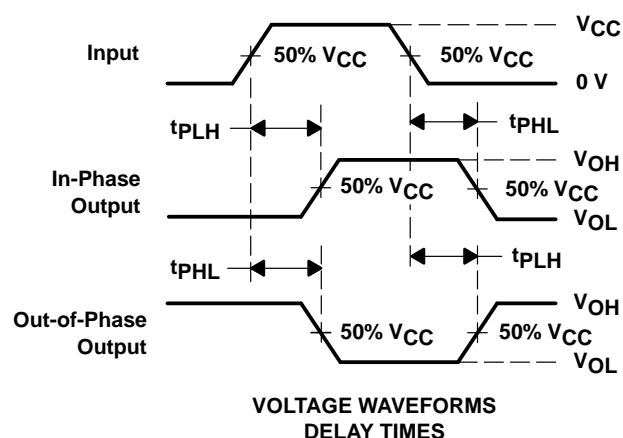 VCC
Input
50% VCC
50% VCC
0 V
tPLH
tPHL
VOH
In-Phase
Output
50% VCC
50% VCC
VOL
tPHL
tPLH
VOH
Out-of-Phase
Output
50% VCC
50% VCC
VOL
VOLTAGE WAVEFORMS
DELAY TIMES